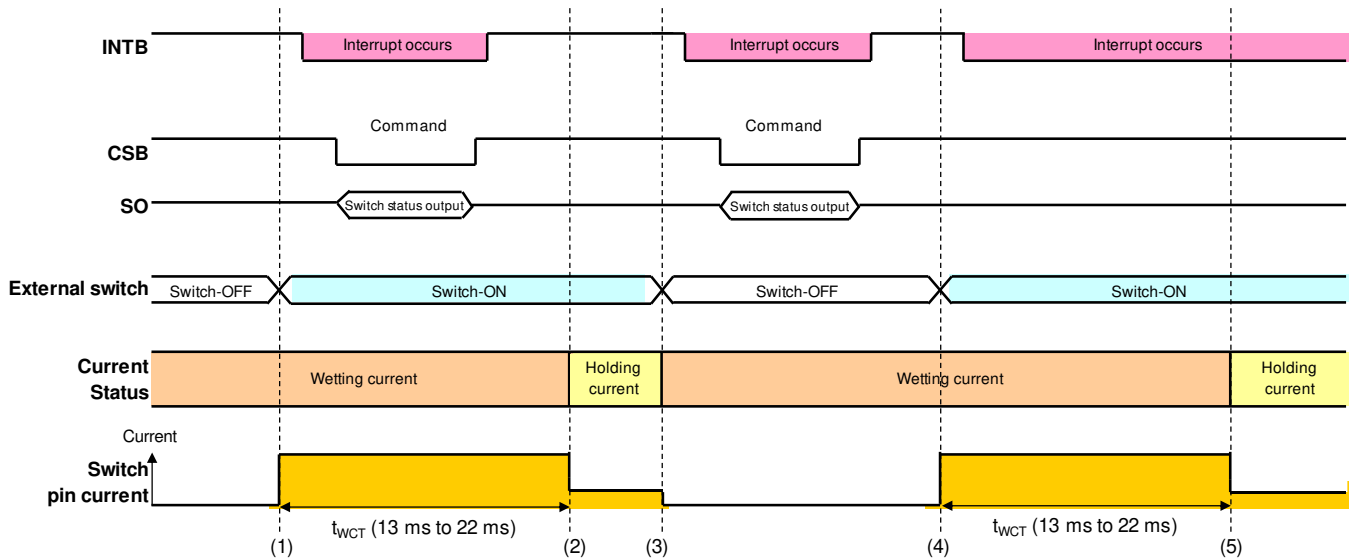 INTB
Interrupt occurs
Interrupt occurs
Interrupt occurs
Command
Command
CSB
SO
Switch status output
Switch status output
External switch
Switch-OFF
Switch-ON
Switch-OFF
Switch-ON
Current
Status
Wetting current
Holding
current
Wetting current
Holding
current
Current
Switch
pin current
tWCT (13 ms to 22 ms)
tWCT (13 ms to 22 ms)
(1)
(2)
(3)
(4)
(5)